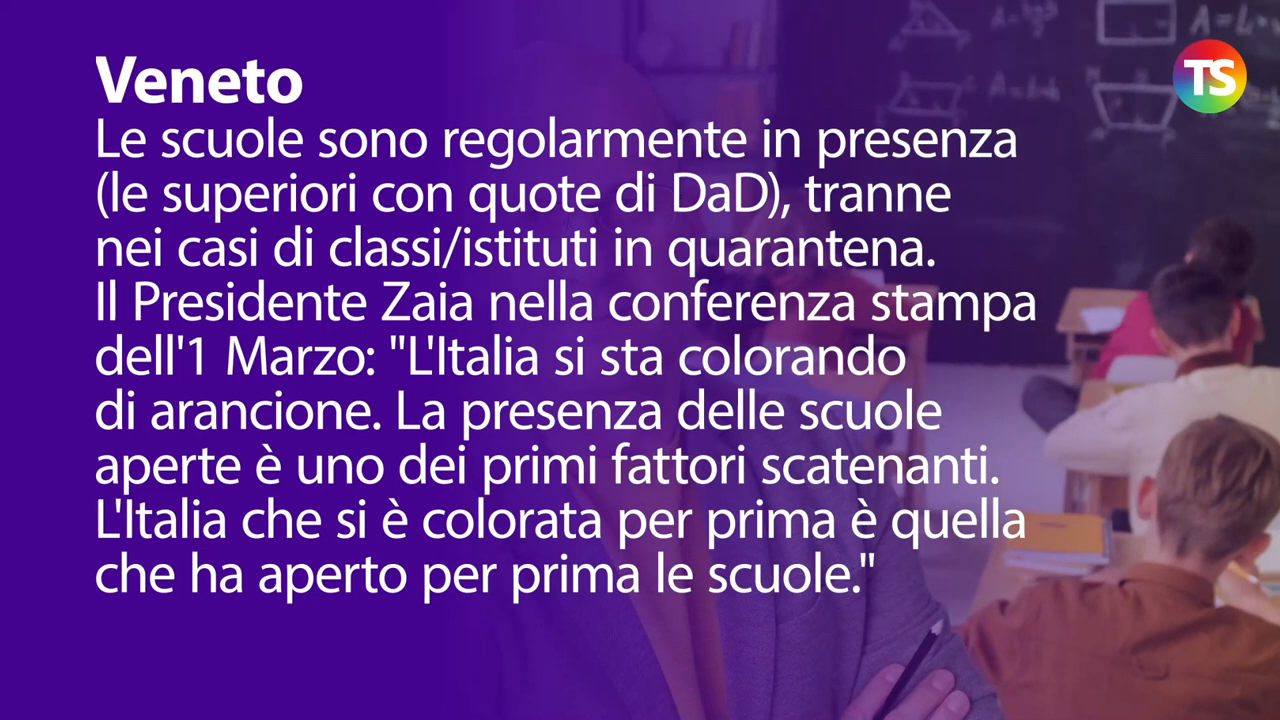 Veneto
Le scuole sono regolarmente in presenza
(le superiori con quote di DaD), tranne
nei casi di classi/istituti in quarantena.
Il Presidente Zaia nella conferenza stampa
dell'1 Marzo: "L'Italia si sta colorando
di arancione. La presenza delle scuole
aperte è uno dei primi fattori scatenanti.
L'Italia che si è colorata per prima è quella
che ha aperto per prima le scuole."
TS